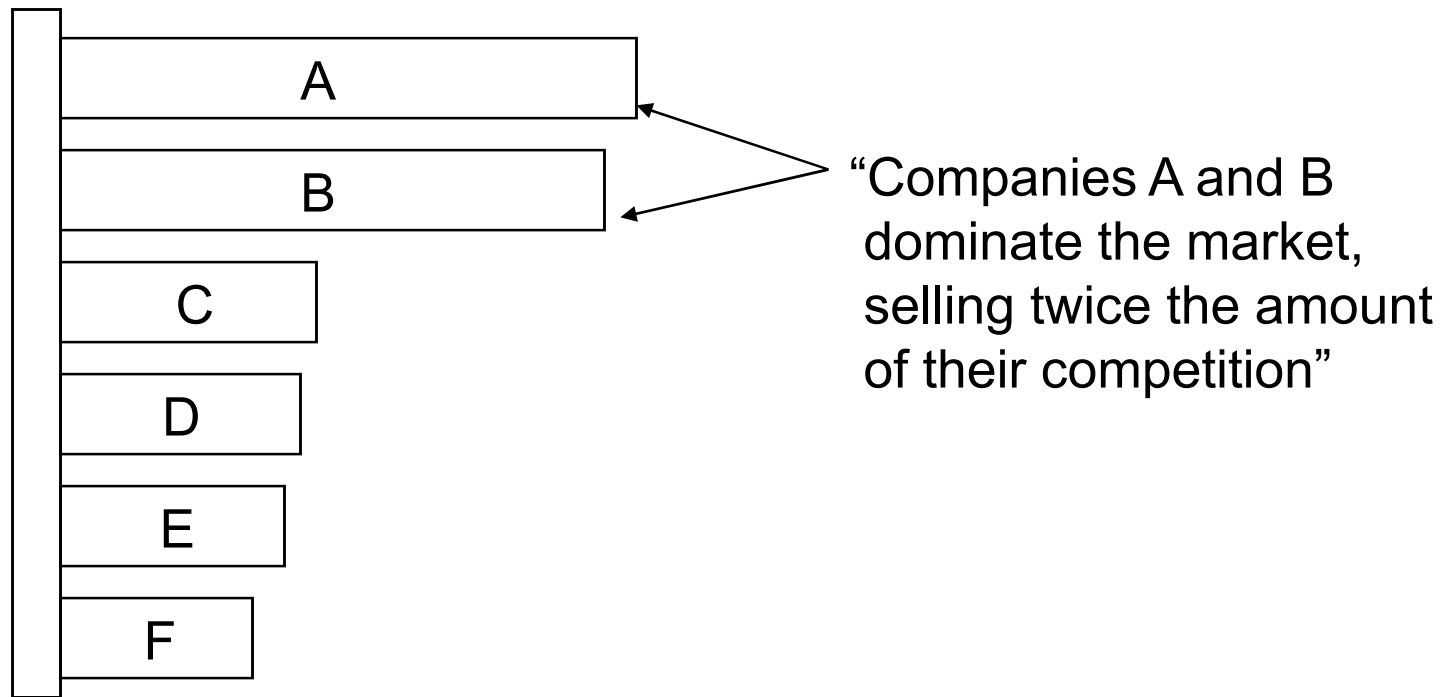 A
B
“Companies A and B
dominate the market,
selling twice the amount
of their competition”
C
D
E
F